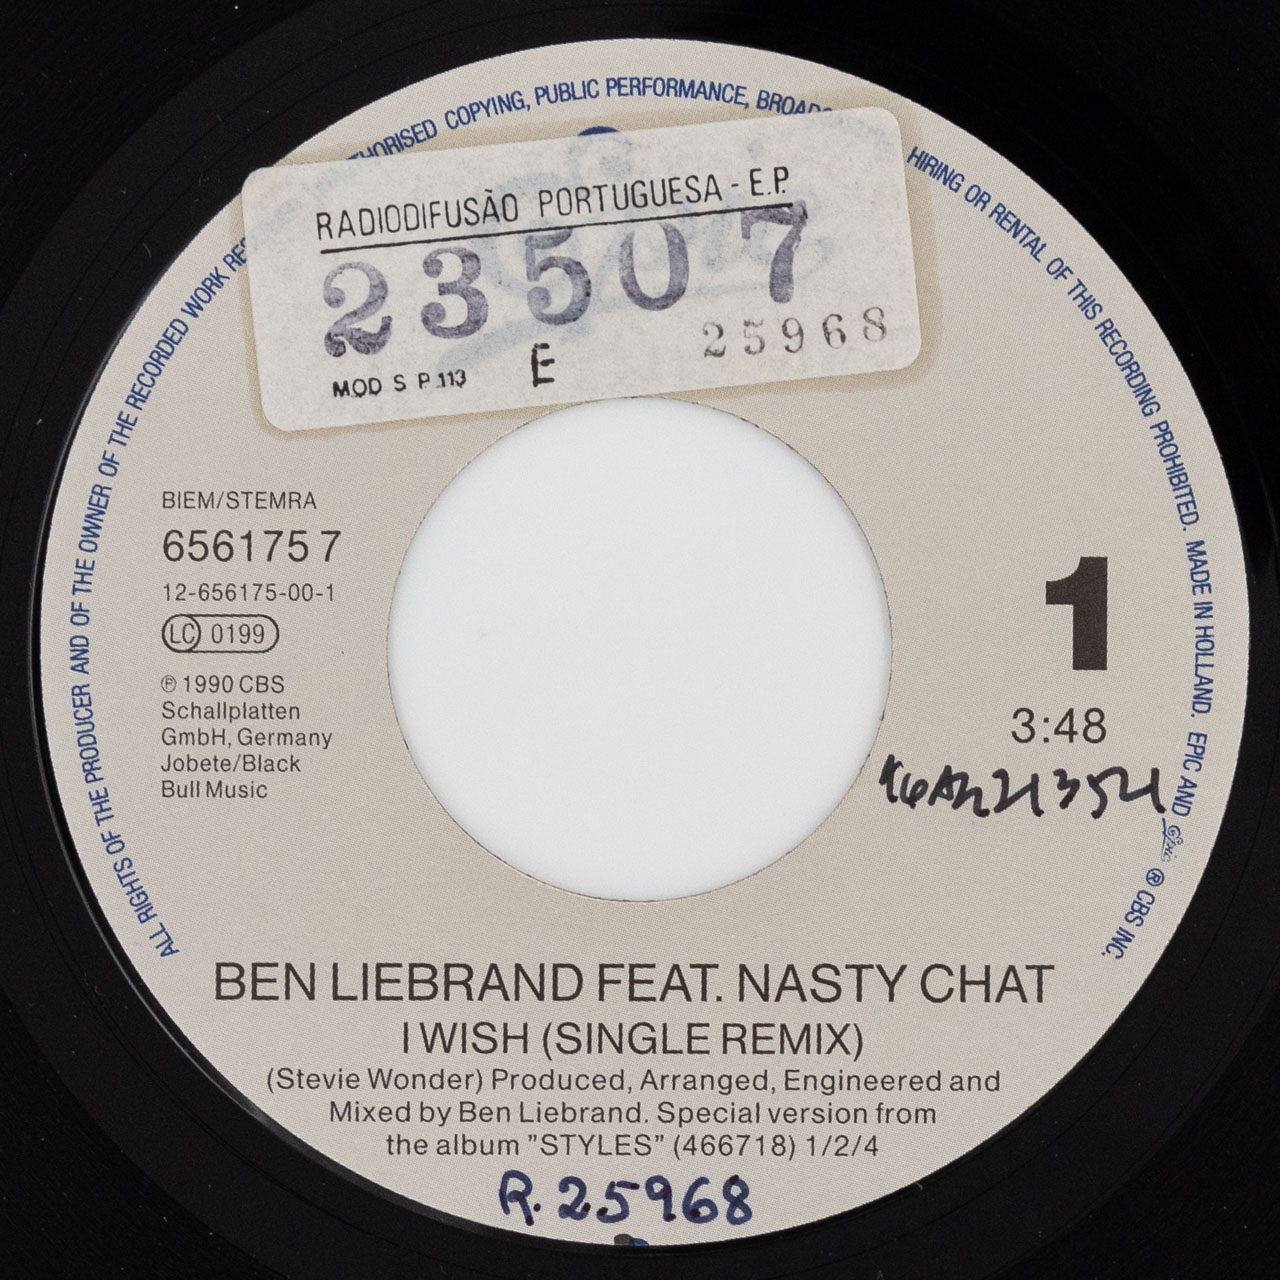 ALL RIGHTS OF THE PRODUCER AND OF THE OWNER OF THE RECORDED WORK
COPYING, PUBLIC PERFORMANCE,
HIRING OR RENTAL OF THIS RECORDING PROHIBITED. MADE IN HOLLAND. EPIC AND Epic ® CBS INC.
RADIODIFUSÃO PORTUGUESA - E.P.
23507
25968
MOD S P.113 E
BIEM/STEMRA
656175 7
12-656175-00-1
LC 0199
℗ 1990 CBS
Schallplatten
GmbH, Germany
Jobete/Black
Bull Music
1
3:48
BEN LIEBRAND FEAT. NASTY CHAT
I WISH (SINGLE REMIX)
(Stevie Wonder) Produced, Arranged, Engineered and
Mixed by Ben Liebrand. Special version from
the album "STYLES" (466718) 1/2/4
R. 25968